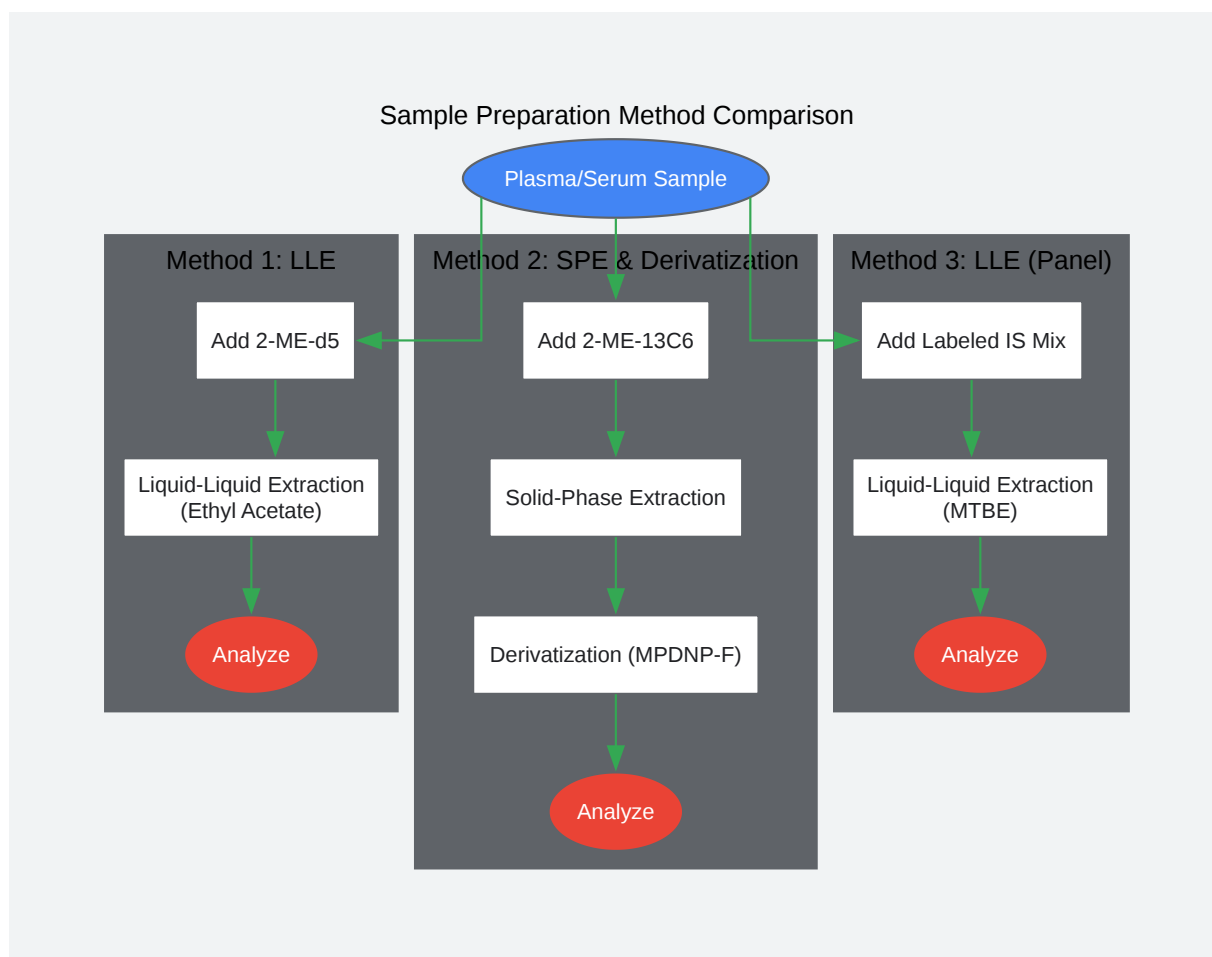 Sample Preparation Method Comparison
Plasma/Serum Sample
Method 1: LLE
Add 2-ME-d5
Liquid-Liquid Extraction
(Ethyl Acetate)
Analyze
Method 2: SPE & Derivatization
Add 2-ME-13C6
Solid-Phase Extraction
Derivatization (MPDNP-F)
Analyze
Method 3: LLE (Panel)
Add Labeled IS Mix
Liquid-Liquid Extraction
(MTBE)
Analyze